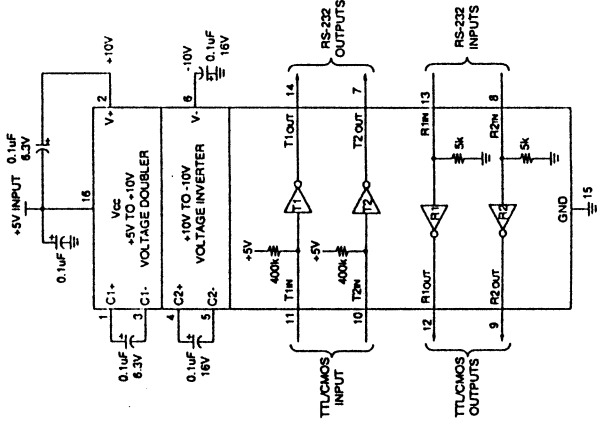 +5V INPUT
0.1uF
6.3V
0.1uF
16
2
+10V
V+
Vcc
+5V TO +10V
VOLTAGE DOUBLER
1
C1+
3
C1-
0.1uF
6.3V
4
C2+
5
C2-
0.1uF
16V
+10V TO -10V
VOLTAGE INVERTER
V-
6
-10V
0.1uF
16V
+5V
400k
11
T1IN
T1
T1OUT
14
+5V
400k
10
T2IN
T2
T2OUT
7
TTL/CMOS
INPUT
RS-232
OUTPUTS
12
R1OUT
R1
R1IN
13
5k
9
R2OUT
R2
R2IN
8
5k
TTL/CMOS
OUTPUTS
RS-232
INPUTS
GND
15